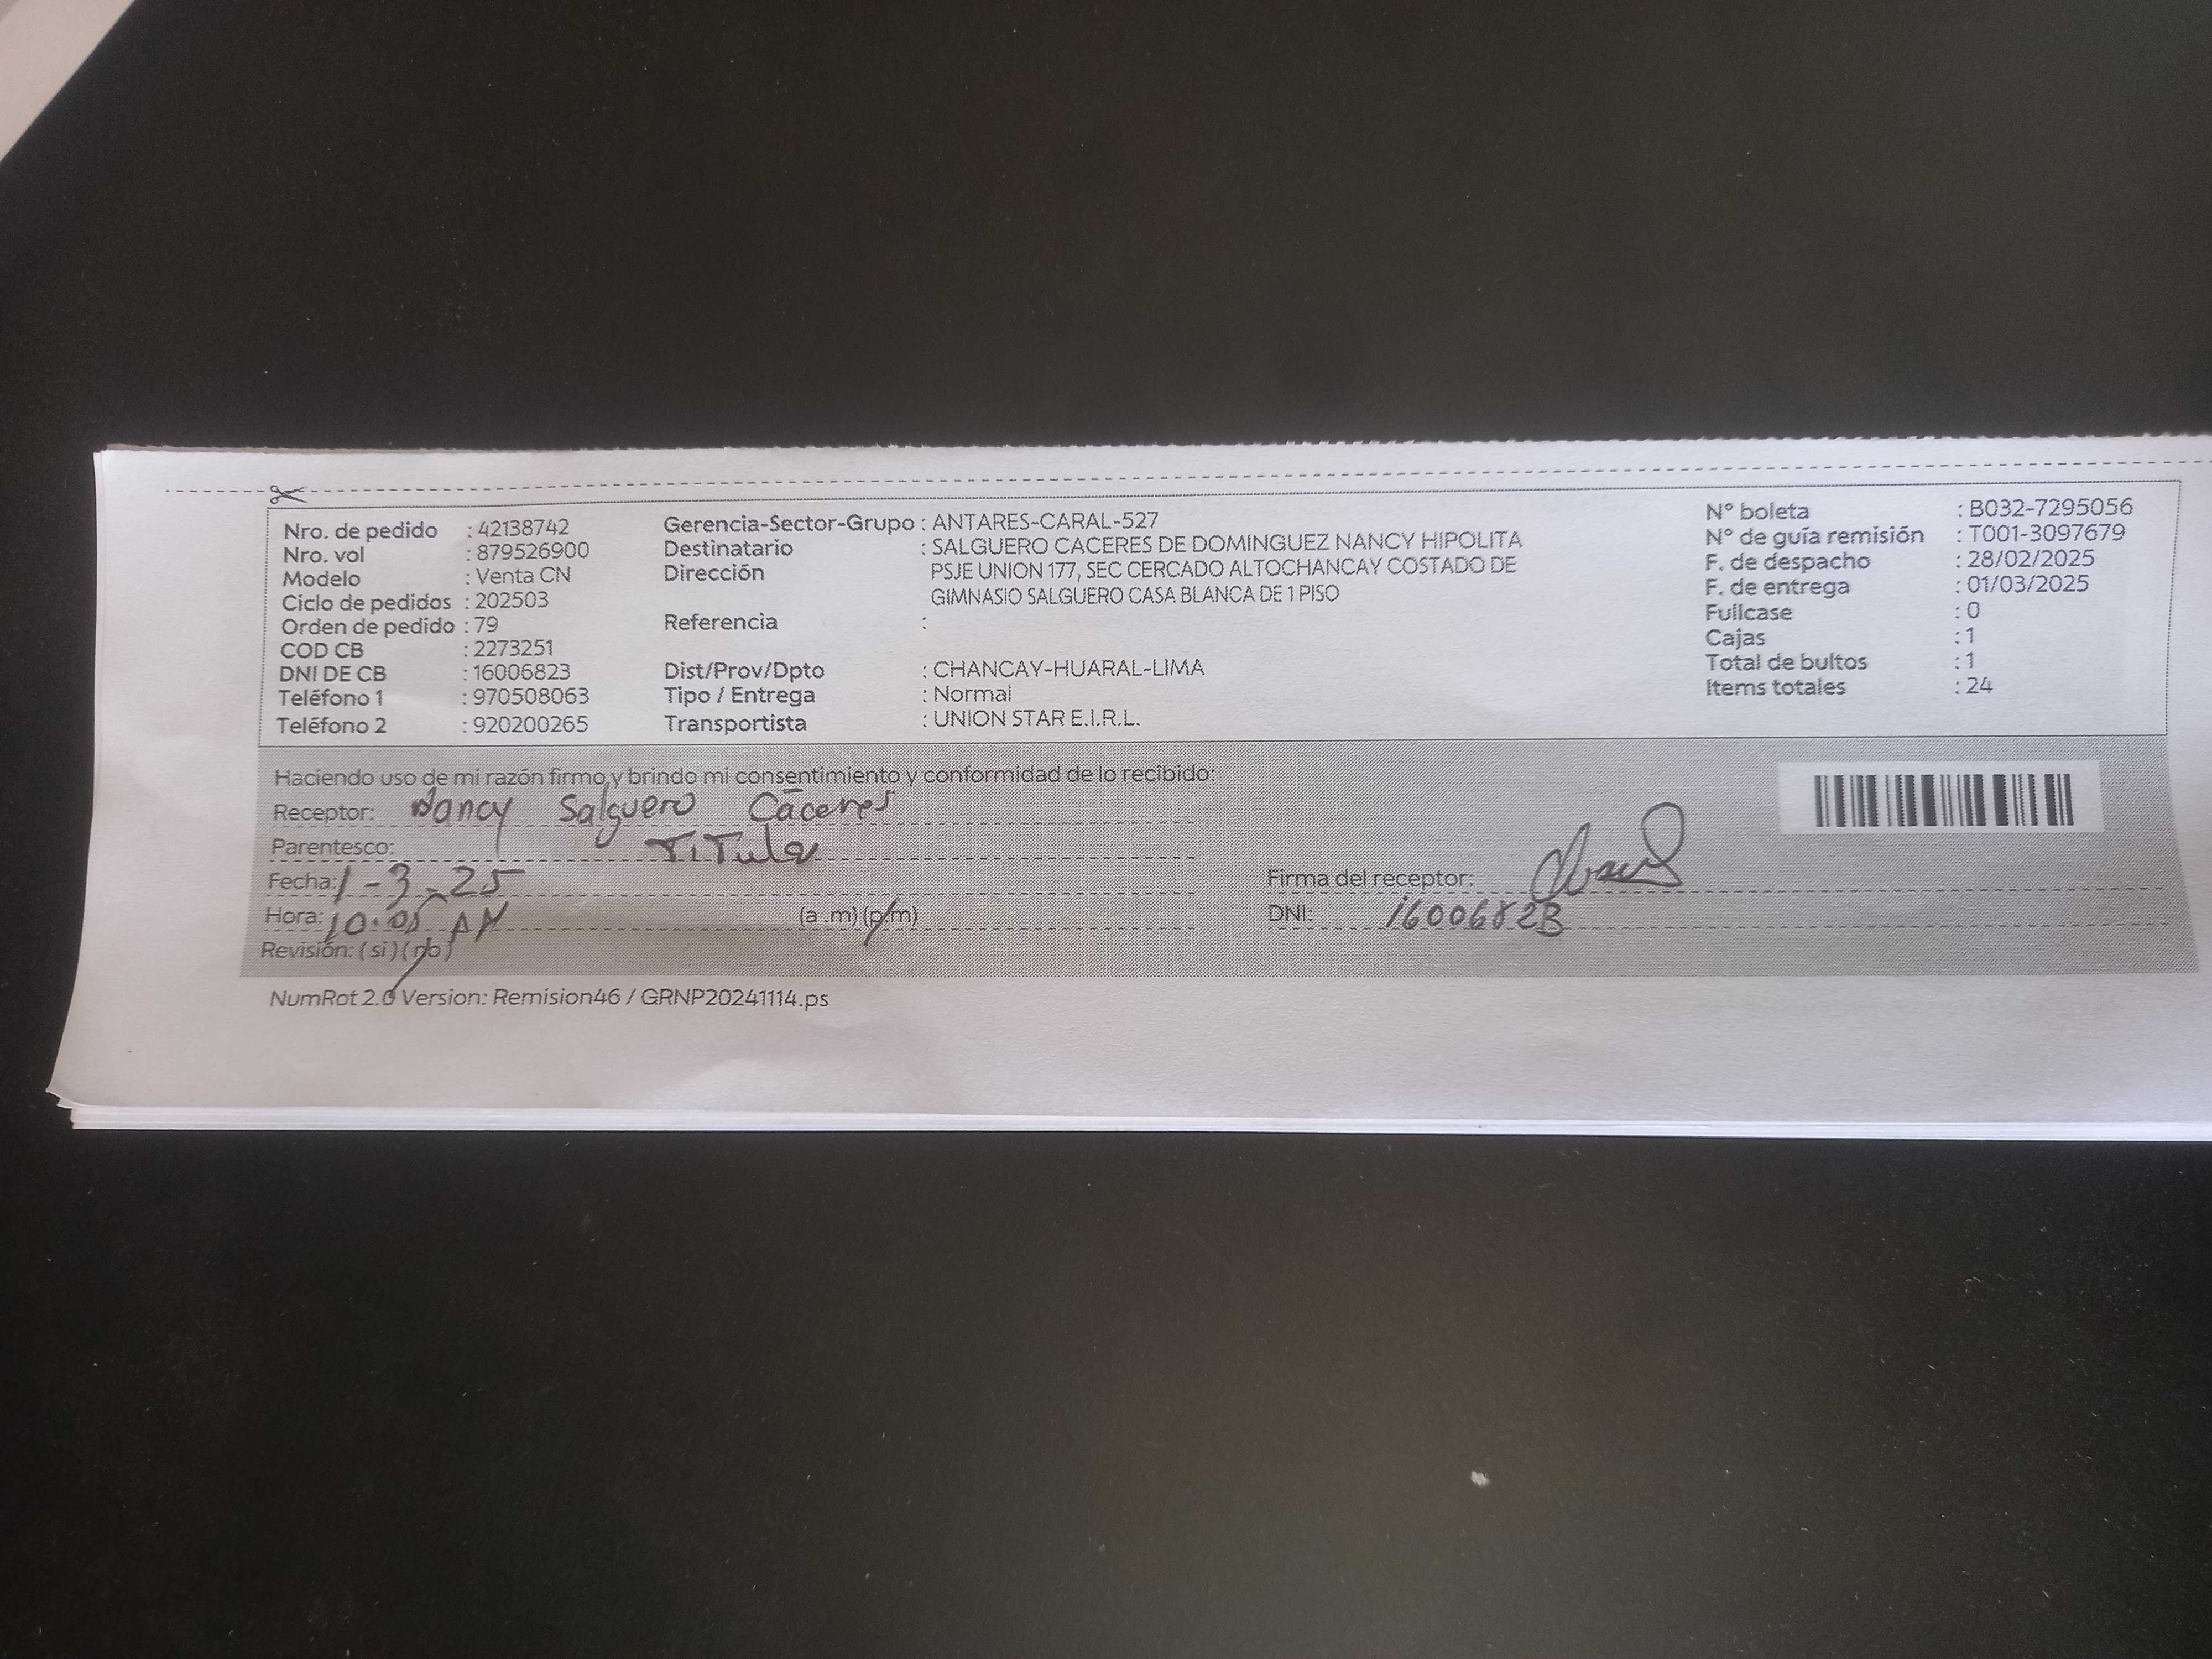 Nro. de pedido : 42138742
Nro. vol : 879526900
Modelo : Venta CN
Ciclo de pedidos : 202503
Orden de pedido : 79
COD CB : 2273251
DNI DE CB : 16006823
Teléfono 1 : 970508063
Teléfono 2 : 920200265
Gerencia-Sector-Grupo : ANTARES-CARAL-527
Destinatario : SALGUERO CACERES DE DOMINGUEZ NANCY HIPOLITA
Dirección PSJE UNION 177, SEC CERCADO ALTOCHANCAY COSTADO DE
GIMNASIO SALGUERO CASA BLANCA DE 1 PISO
Referencia :
Dist/Prov/Dpto : CHANCAY-HUARAL-LIMA
Tipo / Entrega : Normal
Transportista : UNION STAR E.I.R.L.
N° boleta : B032-7295056
N° de guía remisión : T001-3097679
F. de despacho : 28/02/2025
F. de entrega : 01/03/2025
Fullcase : 0
Cajas : 1
Total de bultos : 1
Items totales : 24
Haciendo uso de mi razón firmo y brindo mi consentimiento y conformidad de lo recibido:
Receptor: Nancy Salguero Cáceres
Parentesco: Titula
Fecha: 1-3-25
Hora: 10:05 AM (a .m) (p/m)
Revisión: (si) (no)
Firma del receptor:
DNI: 16006823
NumRot 2.0 Version: Remision46 / GRNP20241114.ps